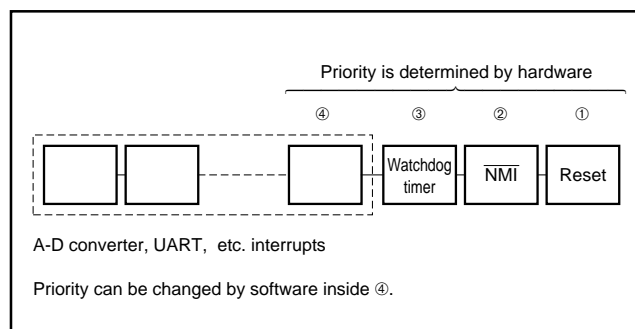 Priority is determined by hardware
④ ③ ② ①
Watchdog
timer
NMI
Reset
A-D converter, UART, etc. interrupts
Priority can be changed by software inside ④.